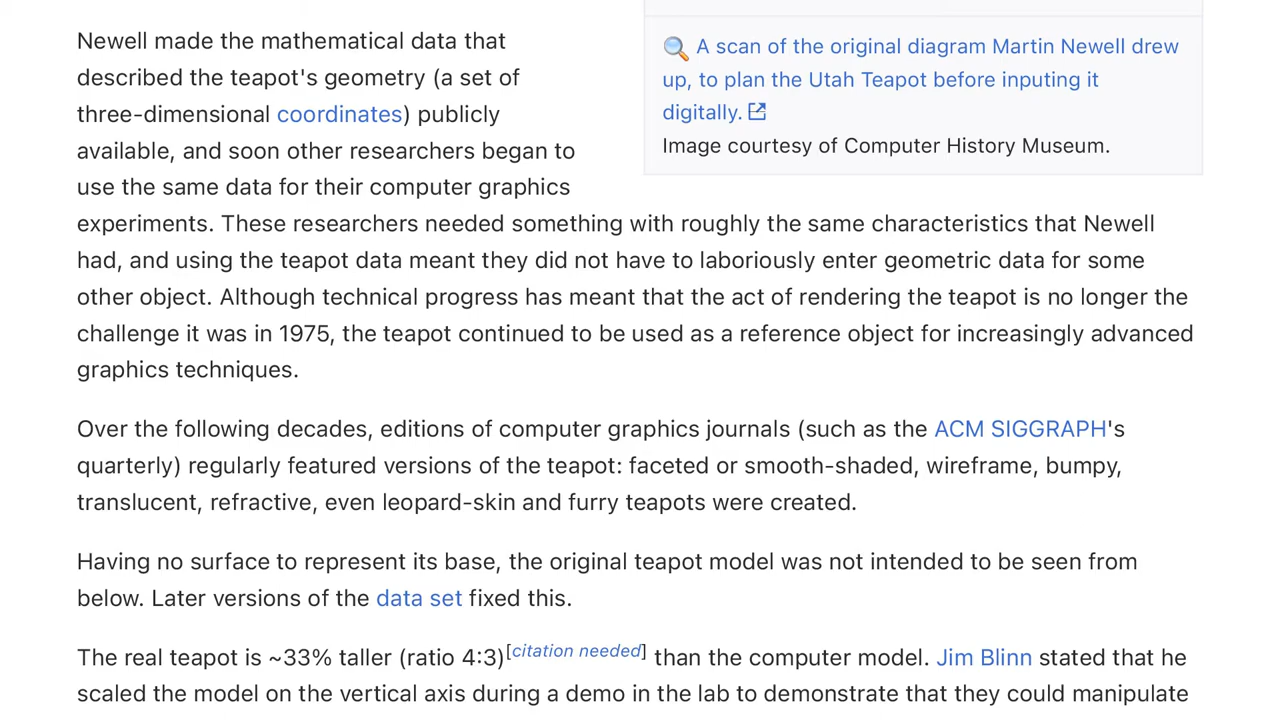 Newell made the mathematical data that
described the teapot's geometry (a set of
three-dimensional coordinates) publicly
available, and soon other researchers began to
use the same data for their computer graphics
A scan of the original diagram Martin Newell drew
up, to plan the Utah Teapot before inputing it
digitally.
Image courtesy of Computer History Museum.
experiments. These researchers needed something with roughly the same characteristics that Newell
had, and using the teapot data meant they did not have to laboriously enter geometric data for some
other object. Although technical progress has meant that the act of rendering the teapot is no longer the
challenge it was in 1975, the teapot continued to be used as a reference object for increasingly advanced
graphics techniques.
Over the following decades, editions of computer graphics journals (such as the ACM SIGGRAPH's
quarterly) regularly featured versions of the teapot: faceted or smooth-shaded, wireframe, bumpy,
translucent, refractive, even leopard-skin and furry teapots were created.
Having no surface to represent its base, the original teapot model was not intended to be seen from
below. Later versions of the data set fixed this.
The real teapot is ~33% taller (ratio 4:3)[citation needed] than the computer model. Jim Blinn stated that he
scaled the model on the vertical axis during a demo in the lab to demonstrate that they could manipulate